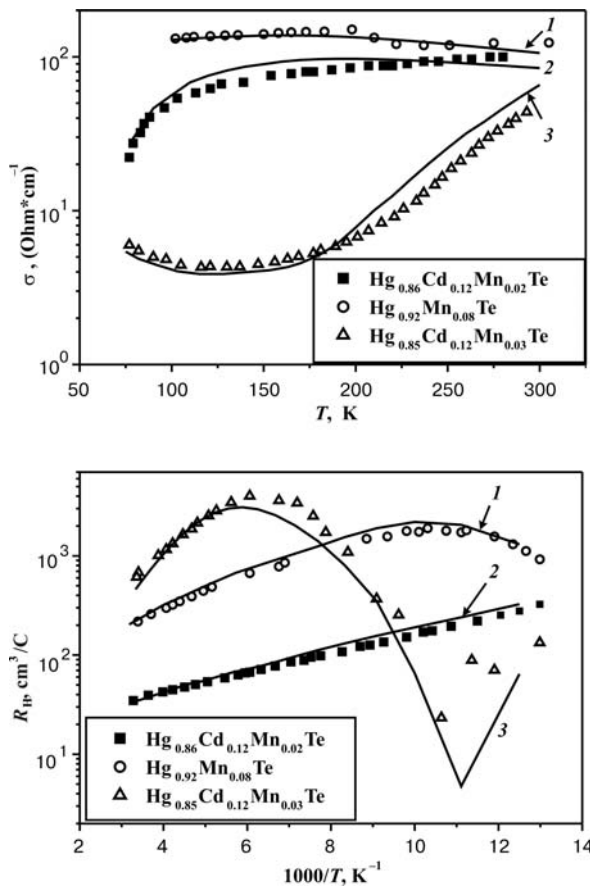 σ , (Ohm*cm)⁻¹
10²
10¹
10⁰
1
2
3
■ Hg₀.₈₆Cd₀.₁₂Mn₀.₀₂Te
○ Hg₀.₉₂Mn₀.₀₈Te
△ Hg₀.₈₅Cd₀.₁₂Mn₀.₀₃Te
50 100 150 200 250 300
T, K
R_H, cm³/C
10³
10²
10¹
1
2
3
■ Hg₀.₈₆Cd₀.₁₂Mn₀.₀₂Te
○ Hg₀.₉₂Mn₀.₀₈Te
△ Hg₀.₈₅Cd₀.₁₂Mn₀.₀₃Te
2 4 6 8 10 12 14
1000/T, K⁻¹